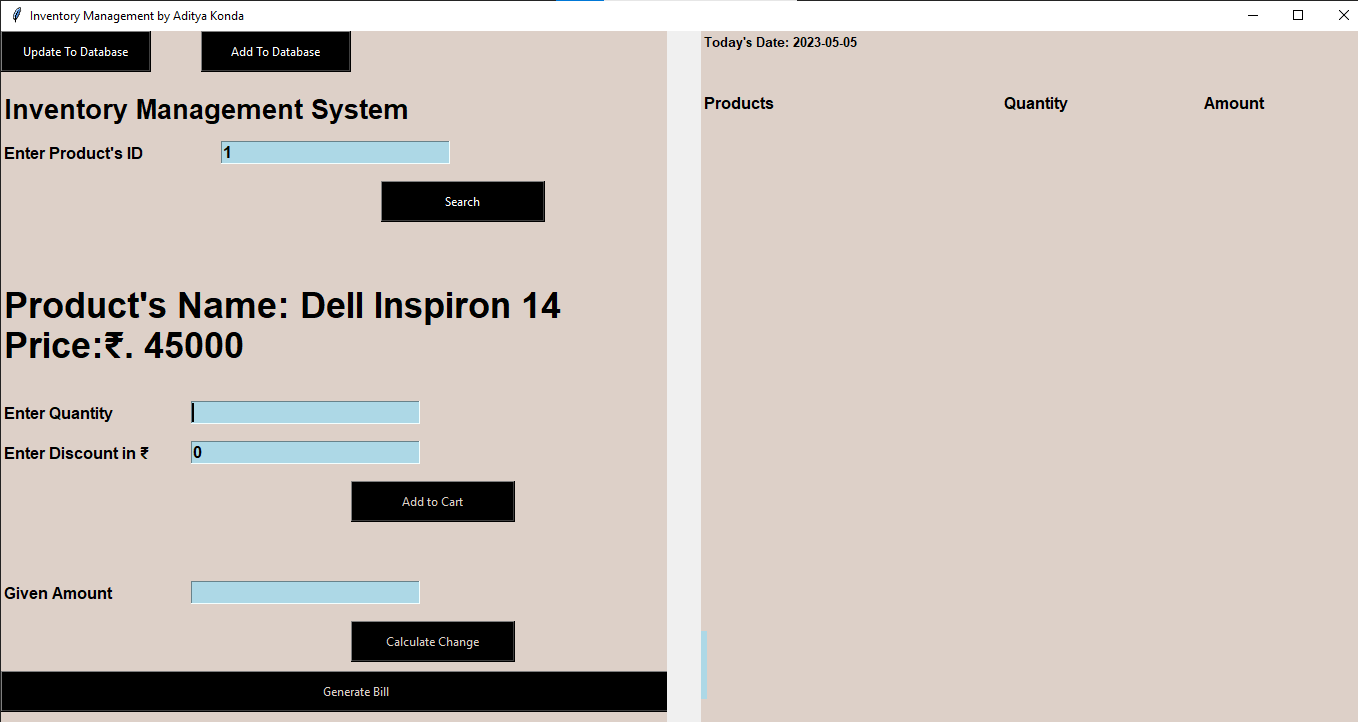 Inventory Management by Aditya Konda
Update To Database
Add To Database
Inventory Management System
Enter Product's ID
1
Search
Product's Name: Dell Inspiron 14
Price:₹. 45000
Enter Quantity
Enter Discount in ₹
0
Add to Cart
Given Amount
Calculate Change
Generate Bill
Today's Date: 2023-05-05
Products Quantity Amount